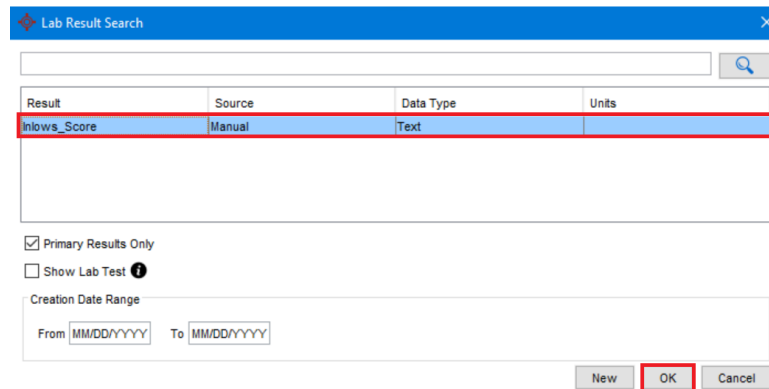 Lab Result Search
Result Source Data Type Units
Inlows_Score Manual Text
Primary Results Only
Show Lab Test i
Creation Date Range
From MM/DD/YYYY To MM/DD/YYYY
New OK Cancel